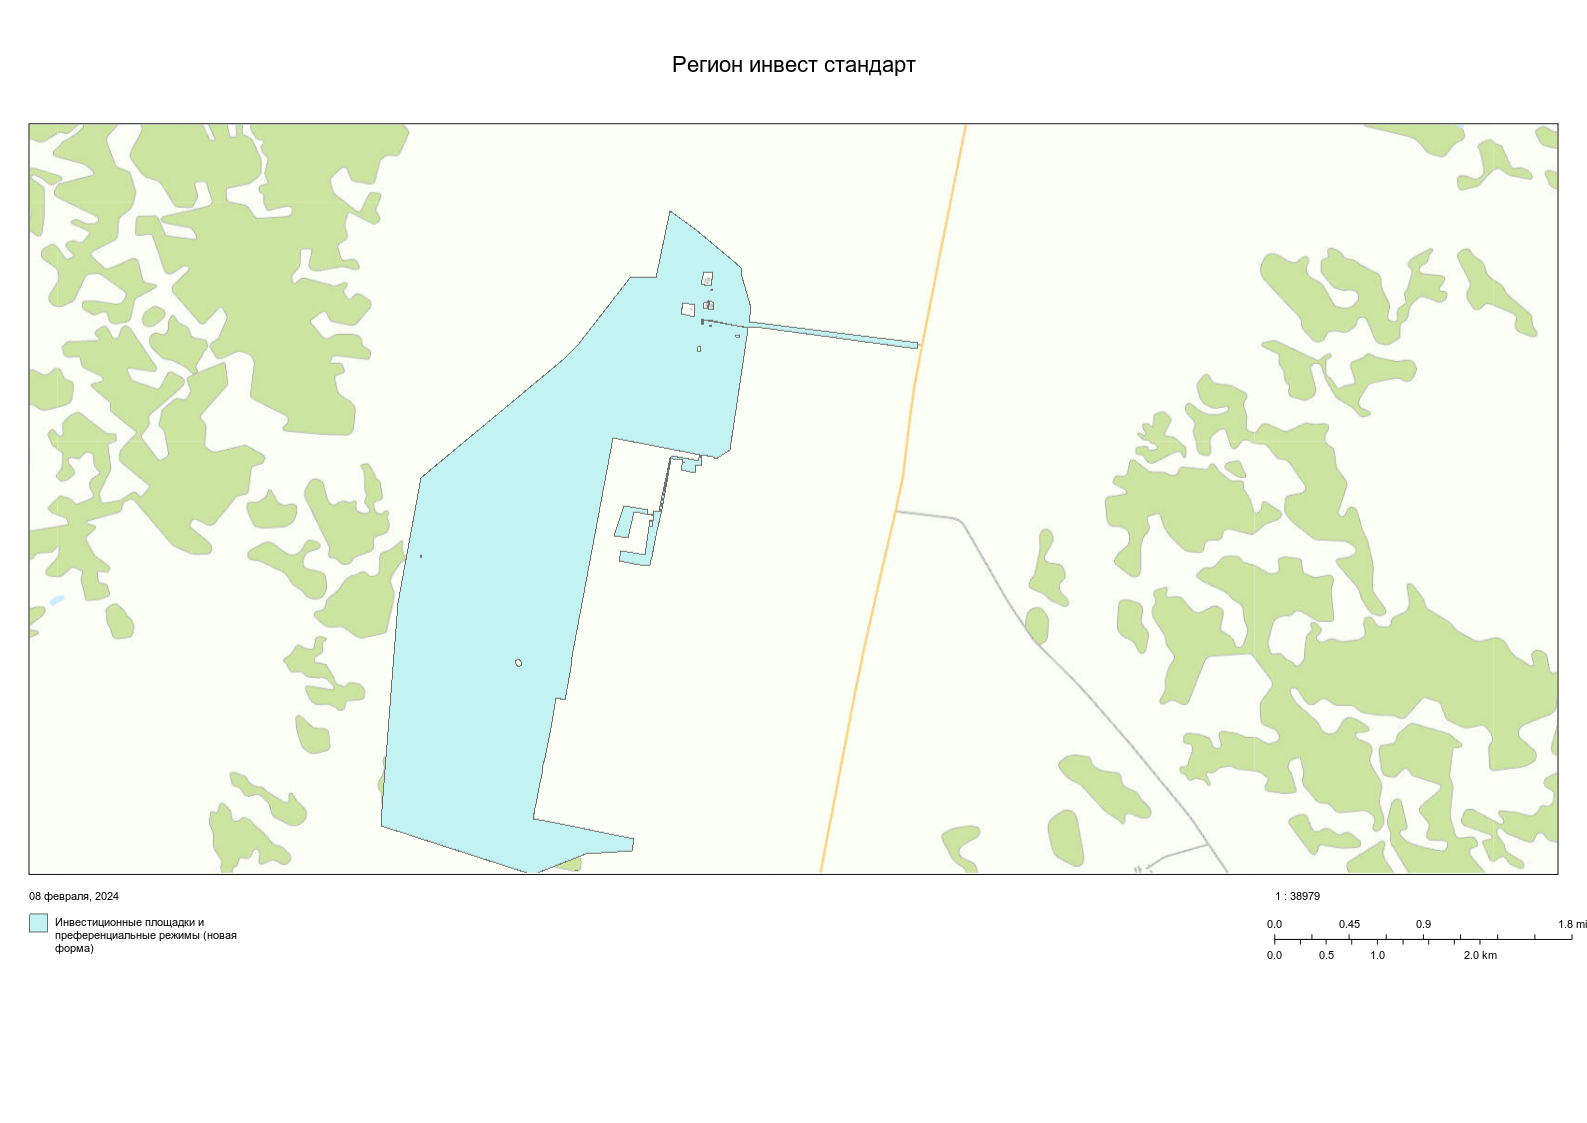 Регион инвест стандарт
08 февраля, 2024
1 : 38979
Инвестиционные площадки и
преференциальные режимы (новая
форма)
0.0 0.45 0.9 1.8 mi
0.0 0.5 1.0 2.0 km